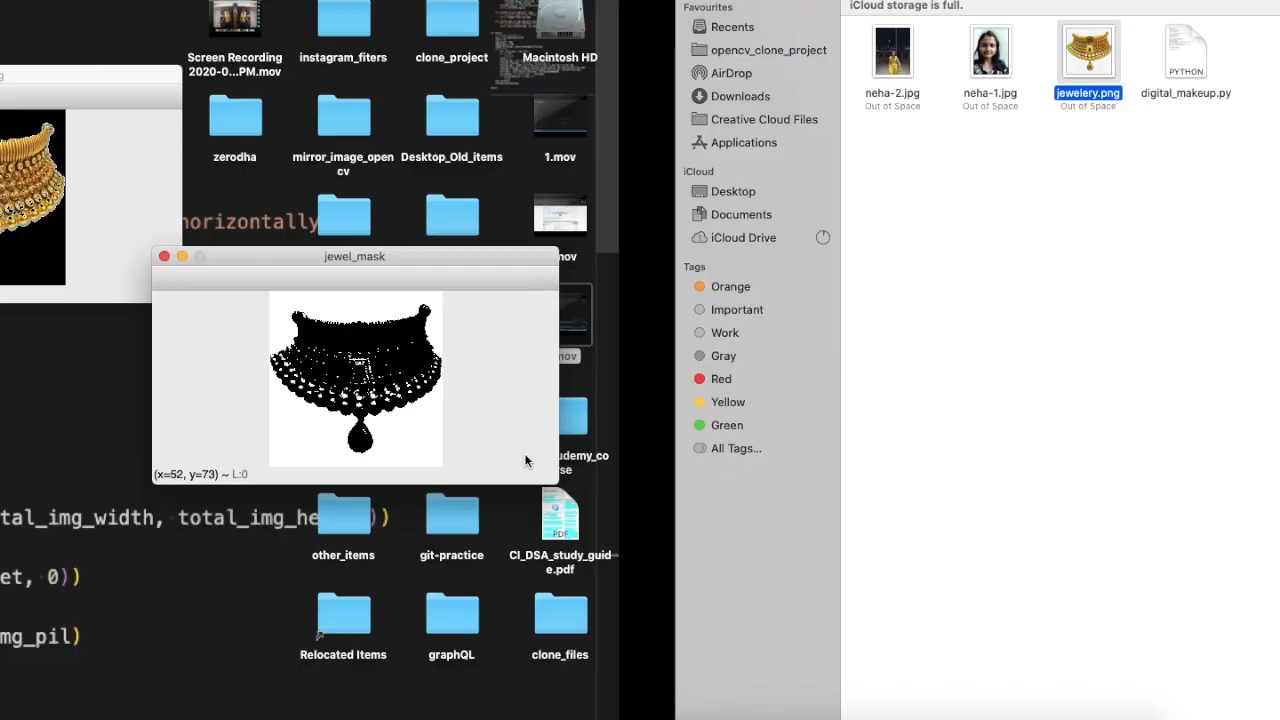 Screen Recording
2020-0...PM.mov
instagram_fiters
clone_project
Macintosh HD
g
zerodha
mirror_image_open
cv
Desktop_Old_items
1.mov
horizontally
mov
jewel_mask
(x=52, y=73) ~ L:0
mov
udemy_co
se
tal_img_width, total_img_he))
other_items
git-practice
CI_DSA_study_guid
e.pdf
PDF
et, 0))
mg_pil)
Relocated Items
graphQL
clone_files
Favourites
Recents
opencv_clone_project
AirDrop
Downloads
Creative Cloud Files
Applications
iCloud
Desktop
Documents
iCloud Drive
Tags
Orange
Important
Work
Gray
Red
Yellow
Green
All Tags...
iCloud storage is full.
neha-2.jpg
Out of Space
neha-1.jpg
Out of Space
jewelery.png
Out of Space
PYTHON
digital_makeup.py